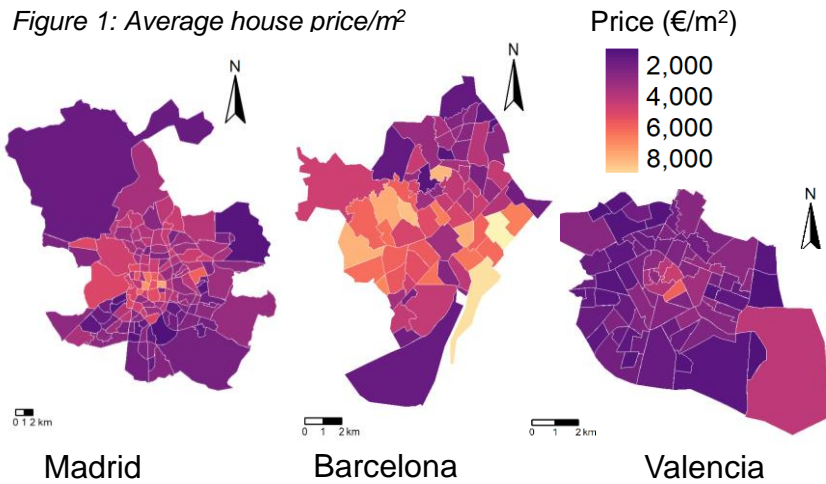 Figure 1: Average house price/m²
Price (€/m²)
2,000
4,000
6,000
8,000
N
N
N
0 1 2 km
0 1 2 km
0 1 2 km
Madrid
Barcelona
Valencia